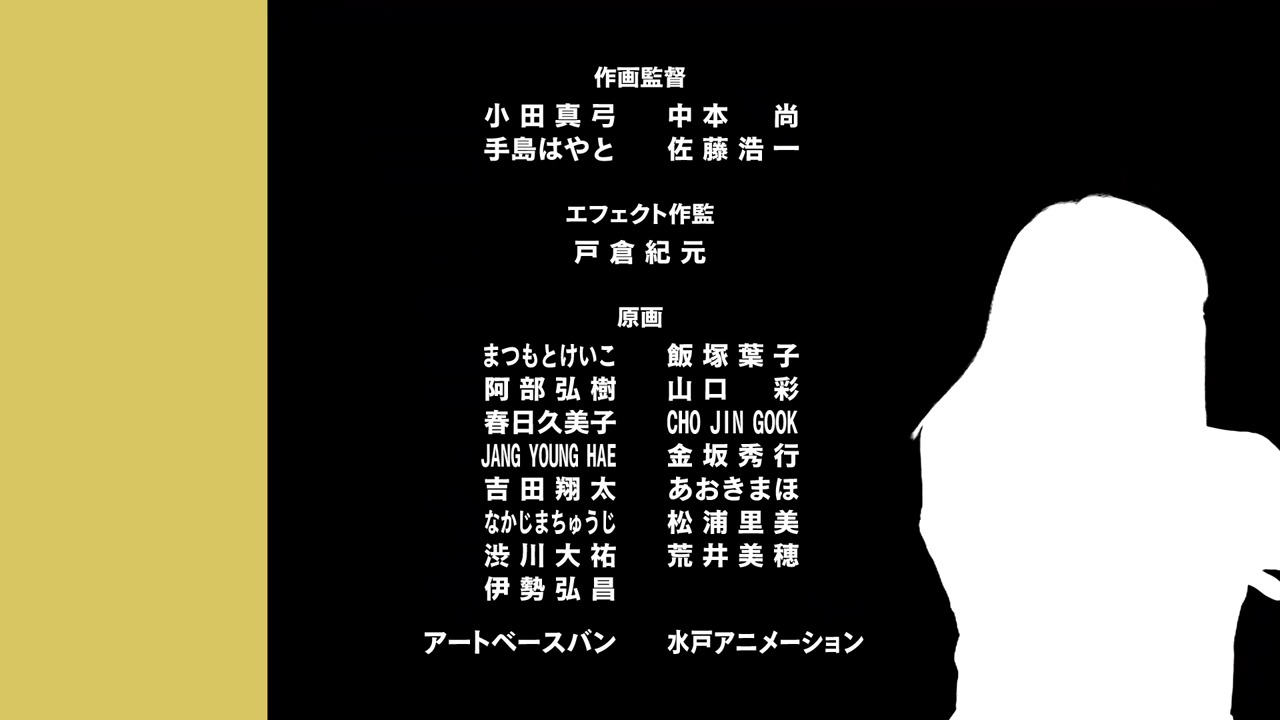 作画監督
小田真弓 中本 尚
手島はやと 佐藤浩一
エフェクト作監
戸倉紀元
原画
まつもとけいこ 飯塚葉子
阿部弘樹 山口 彩
春日久美子 CHO JIN GOOK
JANG YOUNG HAE 金坂秀行
吉田翔太 あおきまほ
なかじまちゅうじ 松浦里美
渋川大祐 荒井美穂
伊勢弘昌
アートベースバン 水戸アニメーション